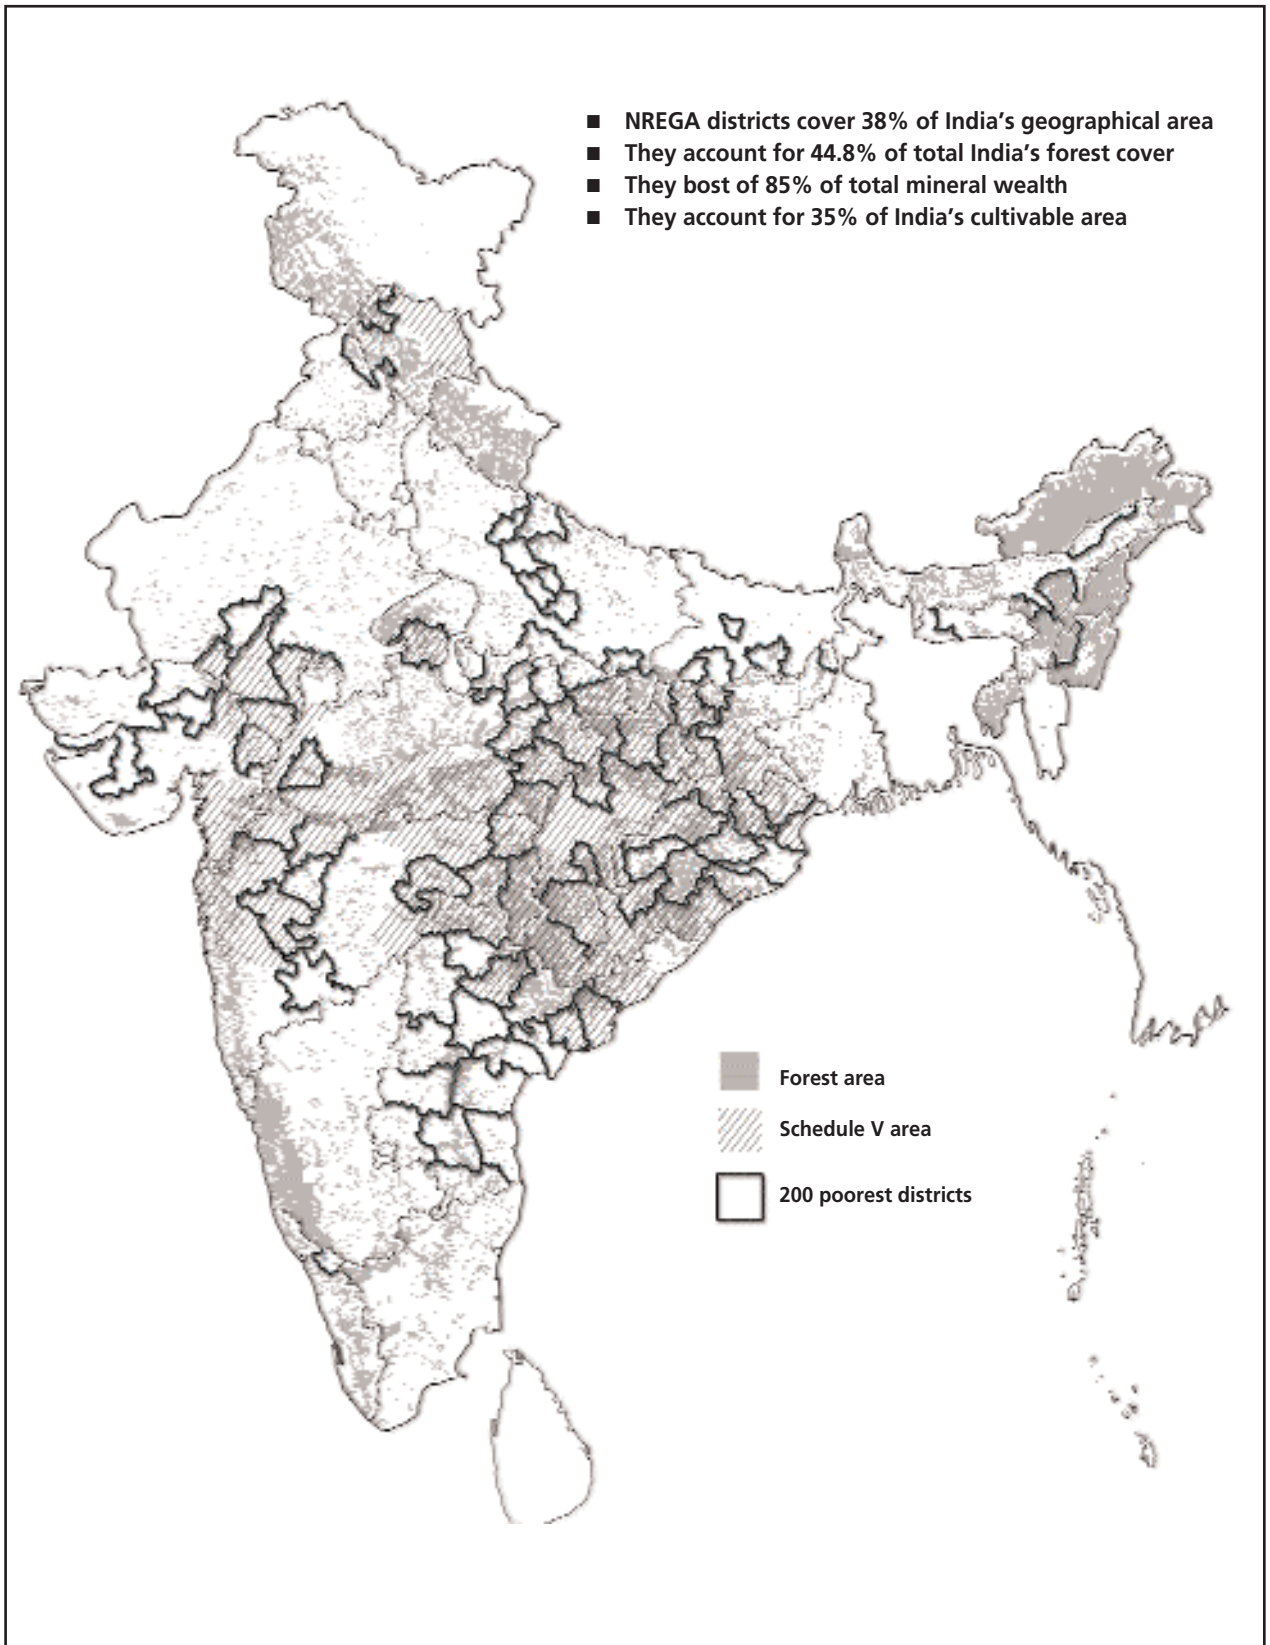 ■ NREGA districts cover 38% of India’s geographical area
■ They account for 44.8% of total India’s forest cover
■ They bost of 85% of total mineral wealth
■ They account for 35% of India’s cultivable area
Forest area
Schedule V area
200 poorest districts